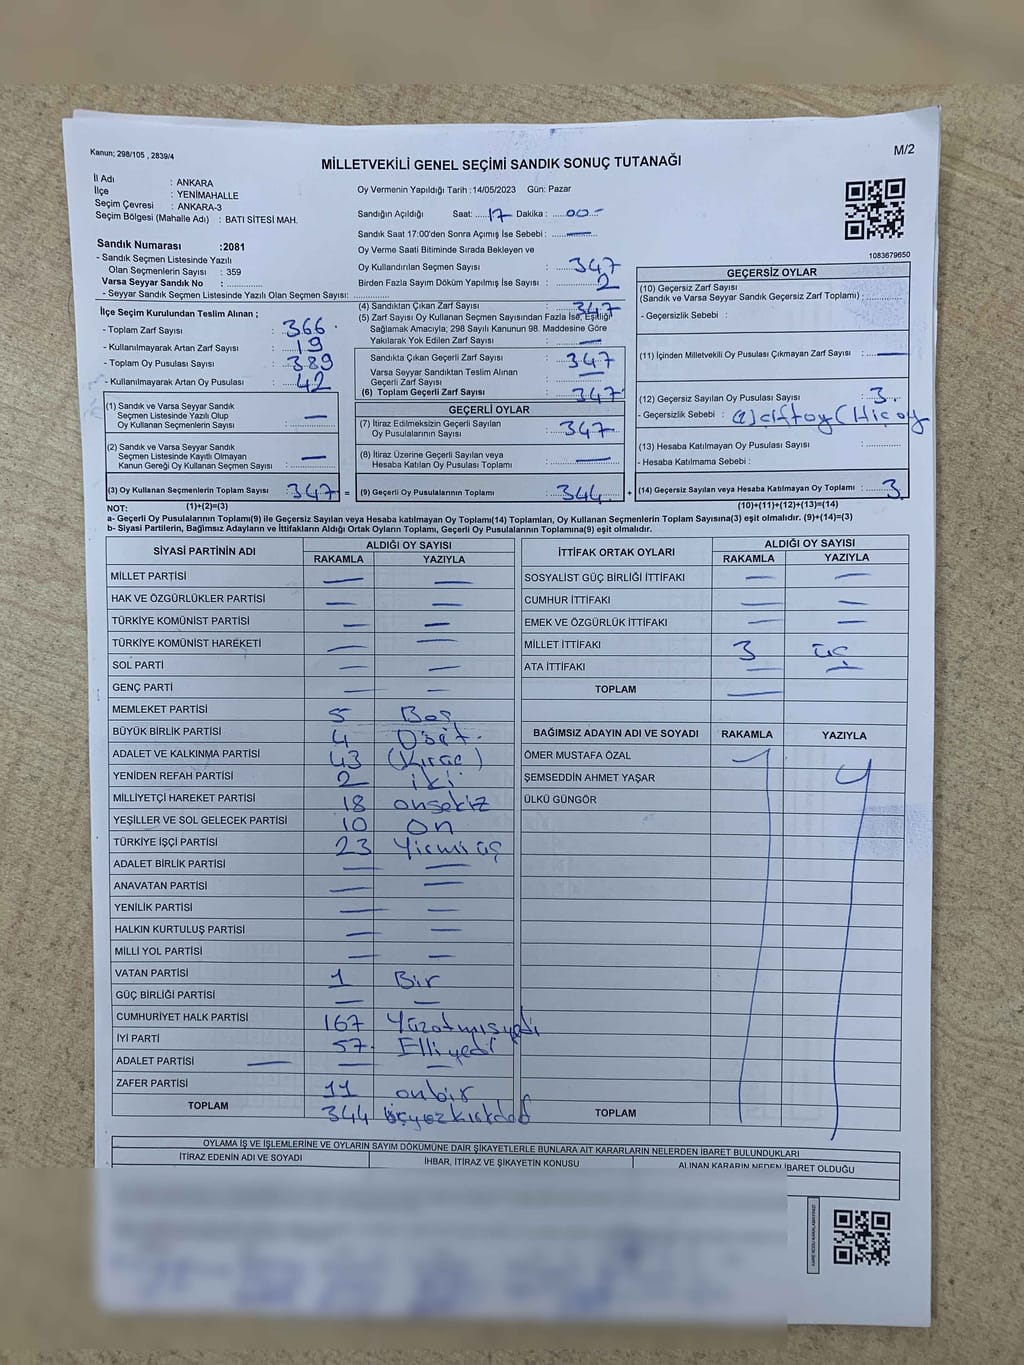 Kanun; 298/105 , 2839/4
M/2
MİLLETVEKİLİ GENEL SEÇİMİ SANDIK SONUÇ TUTANAĞI
İl Adı : ANKARA
İlçe : YENİMAHALLE
Seçim Çevresi : ANKARA-3
Seçim Bölgesi (Mahalle Adı) : BATI SİTESİ MAH.
Sandık Numarası :2081
- Sandık Seçmen Listesinde Yazılı
Olan Seçmenlerin Sayısı : 359
Varsa Seyyar Sandık No :
- Seyyar Sandık Seçmen Listesinde Yazılı Olan Seçmen Sayısı:
Oy Vermenin Yapıldığı Tarih :14/05/2023 Gün: Pazar
Sandığın Açıldığı Saat: 17 Dakika : 00-
Sandık Saat 17:00'den Sonra Açımış İse Sebebi : —
Oy Verme Saati Bitiminde Sırada Bekleyen ve
Oy Kullandırılan Seçmen Sayısı : 347
Birden Fazla Sayım Döküm Yapılmış İse Sayısı : 2
1083679650
İlçe Seçim Kurulundan Teslim Alınan ;
- Toplam Zarf Sayısı : 366
- Kullanılmayarak Artan Zarf Sayısı : 19
- Toplam Oy Pusulası Sayısı : 389
- Kullanılmayarak Artan Oy Pusulası : 42
(1) Sandık ve Varsa Seyyar Sandık
Seçmen Listesinde Yazılı Olup
Oy Kullanan Seçmenlerin Sayısı : —
(2) Sandık ve Varsa Seyyar Sandık
Seçmen Listesinde Kayıtlı Olmayan
Kanun Gereği Oy Kullanan Seçmen Sayısı : —
(3) Oy Kullanan Seçmenlerin Toplam Sayısı : 347 =
(4) Sandıktan Çıkan Zarf Sayısı : 347
(5) Zarf Sayısı Oy Kullanan Seçmen Sayısından Fazla İse, Eşitliği
Sağlamak Amacıyla; 298 Sayılı Kanunun 98. Maddesine Göre
Yakılarak Yok Edilen Zarf Sayısı : —
Sandıkta Çıkan Geçerli Zarf Sayısı : 347
Varsa Seyyar Sandıktan Teslim Alınan
Geçerli Zarf Sayısı : —
(6) Toplam Geçerli Zarf Sayısı : 347
GEÇERLİ OYLAR
(7) İtiraz Edilmeksizin Geçerli Sayılan
Oy Pusulalarının Sayısı : 347
(8) İtiraz Üzerine Geçerli Sayılan veya
Hesaba Katılan Oy Pusulası Toplamı : —
(9) Geçerli Oy Pusulalarının Toplamı : 344 +
GEÇERSİZ OYLAR
(10) Geçersiz Zarf Sayısı
(Sandık ve Varsa Seyyar Sandık Geçersiz Zarf Toplamı) :
- Geçersizlik Sebebi :
(11) İçinden Milletvekili Oy Pusulası Çıkmayan Zarf Sayısı : —
(12) Geçersiz Sayılan Oy Pusulası Sayısı : 3
- Geçersizlik Sebebi : çift oy (Hiç oy
(13) Hesaba Katılmayan Oy Pusulası Sayısı :
- Hesaba Katılmama Sebebi :
(14) Geçersiz Sayılan veya Hesaba Katılmayan Oy Toplamı : 3
NOT: (1)+(2)=(3) (10)+(11)+(12)+(13)=(14)
a- Geçerli Oy Pusulalarının Toplamı(9) ile Geçersiz Sayılan veya Hesaba katılmayan Oy Toplamı(14) Toplamları, Oy Kullanan Seçmenlerin Toplam Sayısına(3) eşit olmalıdır. (9)+(14)=(3)
b- Siyasi Partilerin, Bağımsız Adayların ve İttifakların Aldığı Ortak Oyların Toplamı, Geçerli Oy Pusulalarının Toplamına(9) eşit olmalıdır.
SİYASİ PARTİNİN ADI ALDIĞI OY SAYISI
RAKAMLA YAZIYLA
MİLLET PARTİSİ — —
HAK VE ÖZGÜRLÜKLER PARTİSİ — —
TÜRKİYE KOMÜNİST PARTİSİ — —
TÜRKİYE KOMÜNİST HAREKETİ — —
SOL PARTİ — —
GENÇ PARTİ — —
MEMLEKET PARTİSİ 5 Beş
BÜYÜK BİRLİK PARTİSİ 4 Dört
ADALET VE KALKINMA PARTİSİ 43
YENİDEN REFAH PARTİSİ 2 iki
MİLLİYETÇİ HAREKET PARTİSİ 18 onsekiz
YEŞİLLER VE SOL GELECEK PARTİSİ 10 on
TÜRKİYE İŞÇİ PARTİSİ 23 Yirmi üç
ADALET BİRLİK PARTİSİ — —
ANAVATAN PARTİSİ — —
YENİLİK PARTİSİ — —
HALKIN KURTULUŞ PARTİSİ — —
MİLLİ YOL PARTİSİ — —
VATAN PARTİSİ 1 Bir
GÜÇ BİRLİĞİ PARTİSİ — —
CUMHURİYET HALK PARTİSİ 167 Yüzatmışyedi
İYİ PARTİ 57 Elli yedi
ADALET PARTİSİ — — —
ZAFER PARTİSİ 11 onbir
TOPLAM 344 üçyüzkırkdört
İTTİFAK ORTAK OYLARI ALDIĞI OY SAYISI
RAKAMLA YAZIYLA
SOSYALİST GÜÇ BİRLİĞİ İTTİFAKI — —
CUMHUR İTTİFAKI — —
EMEK VE ÖZGÜRLÜK İTTİFAKI — —
MİLLET İTTİFAKI 3 üç
ATA İTTİFAKI — —
TOPLAM —
BAĞIMSIZ ADAYIN ADI VE SOYADI RAKAMLA YAZIYLA
ÖMER MUSTAFA ÖZAL
ŞEMSEDDİN AHMET YAŞAR
ÜLKÜ GÜNGÖR
TOPLAM
OYLAMA İŞ VE İŞLEMLERİNE VE OYLARIN SAYIM DÖKÜMÜNE DAİR ŞİKAYETLERLE BUNLARA AİT KARARLARIN NELERDEN İBARET BULUNDUKLARI
İTİRAZ EDENİN ADI VE SOYADI İHBAR, İTİRAZ VE ŞİKAYETİN KONUSU ALINAN KARARIN NEDEN İBARET OLDUĞU